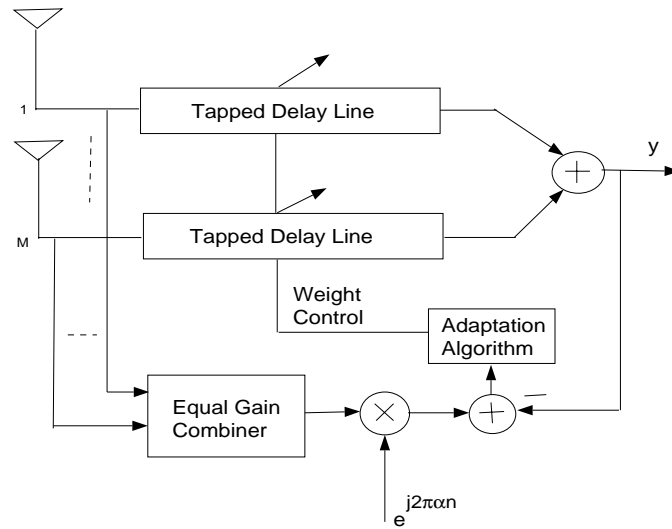 1
Tapped Delay Line
y
M
Tapped Delay Line
Weight
Control
Adaptation
Algorithm
Equal Gain
Combiner
e^{j2παn}